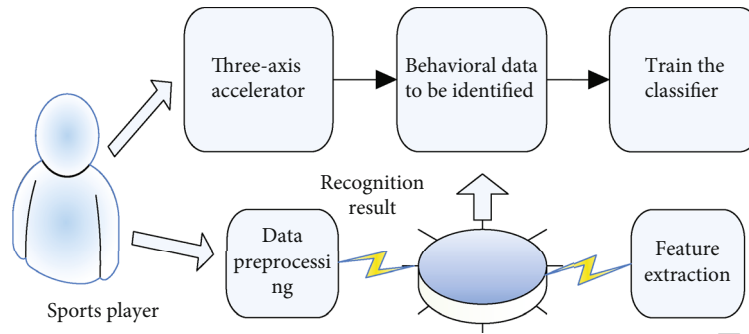 Three-axis
accelerator
Behavioral data
to be identified
Train the
classifier
Recognition
result
Data
preprocessi
ng
Feature
extraction
Sports player